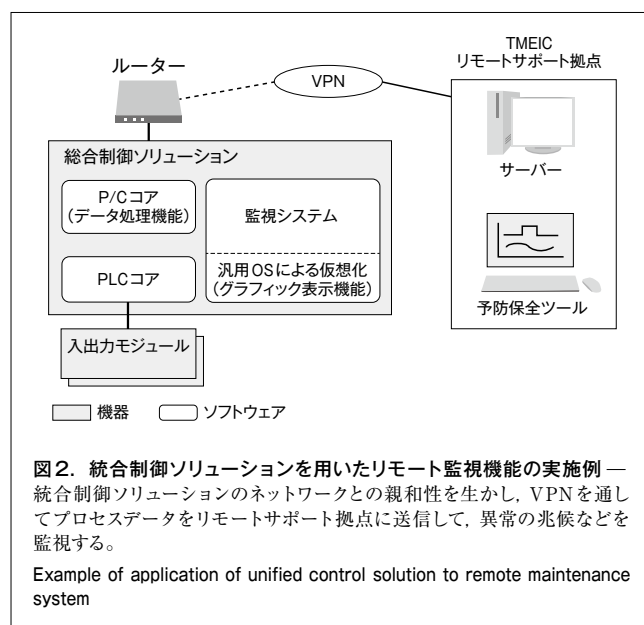 TMEIC
リモートサポート拠点
ルーター
VPN
総合制御ソリューション
P/Cコア
(データ処理機能)
監視システム
サーバー
PLCコア
汎用OSによる仮想化
(グラフィック表示機能)
入出力モジュール
予防保全ツール
機器
ソフトウェア
図2. 統合制御ソリューションを用いたリモート監視機能の実施例 —
統合制御ソリューションのネットワークとの親和性を生かし,VPNを通し
てプロセスデータをリモートサポート拠点に送信して,異常の兆候などを
監視する。
Example of application of unified control solution to remote maintenance
system